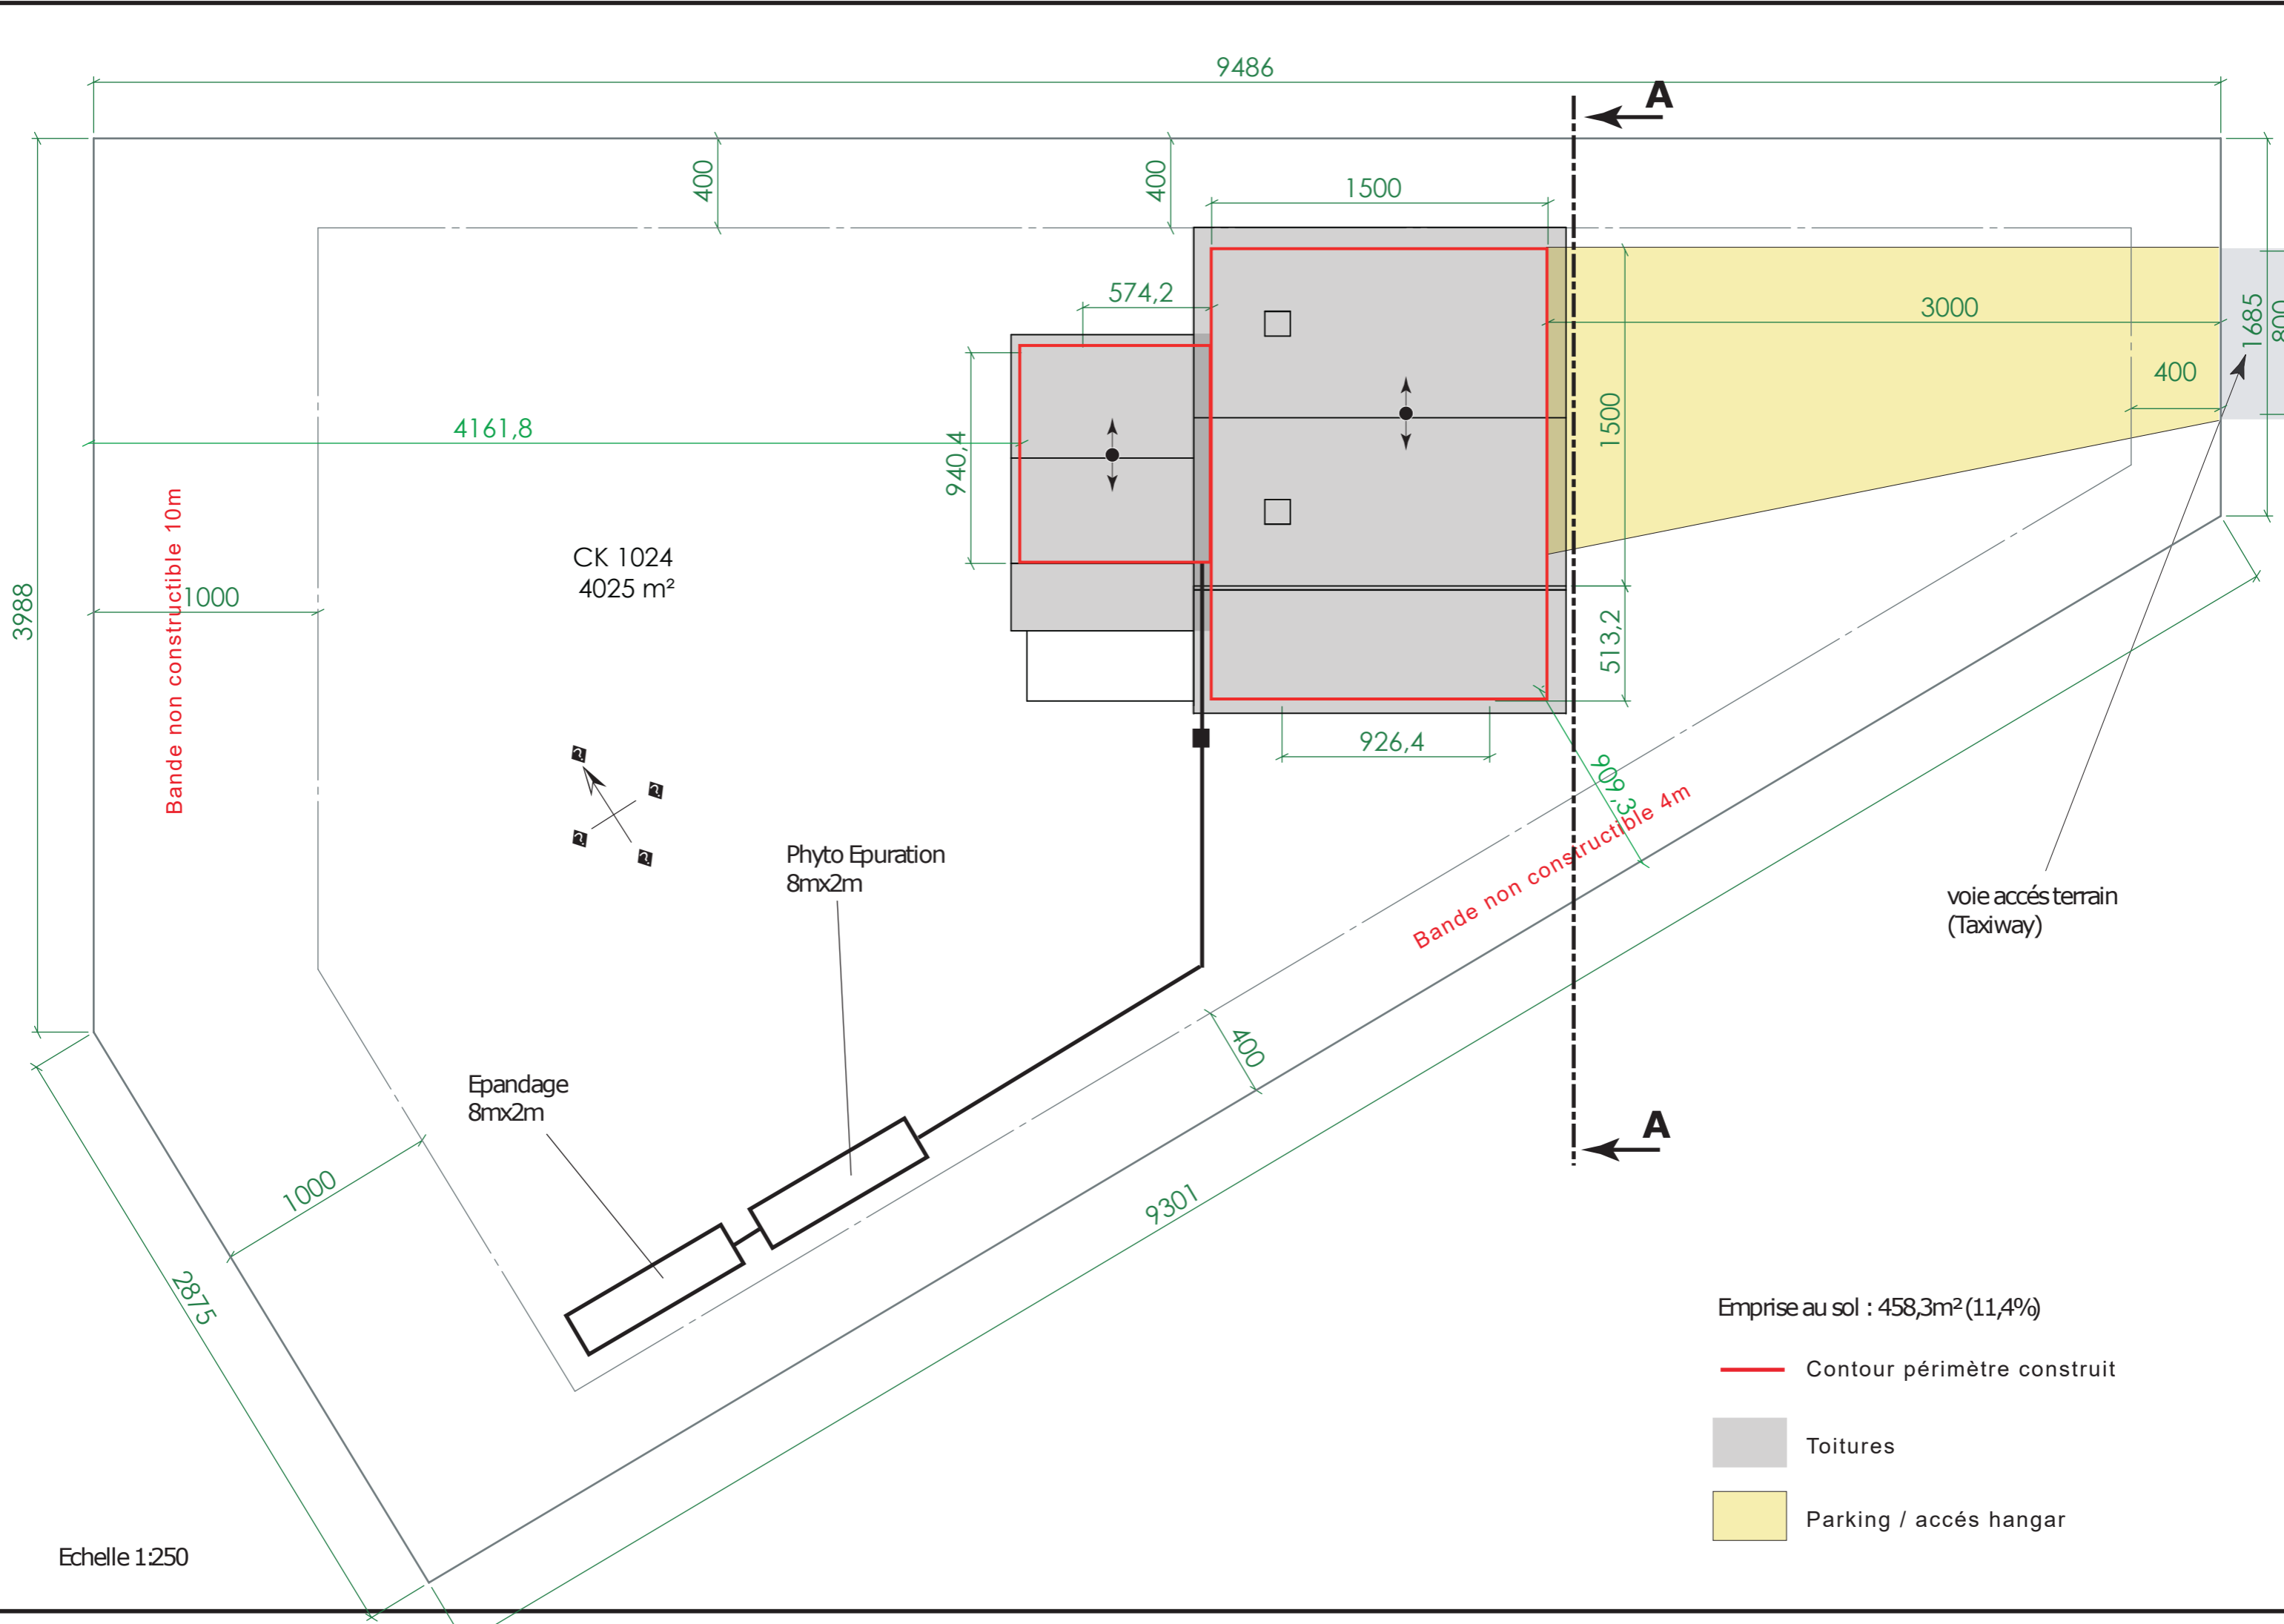 9486
A
400
400
1500
574,2
3000
1685
800
400
4161,8
940,4
1500
Bande non constructible 10m
CK 1024
4025 m²
3988
1000
513,2
926,4
909,3
Bande non constructible 4m
?
?
?
?
Phyto Epuration
8mx2m
voie accés terrain
(Taxiway)
400
Epandage
8mx2m
A
1000
9301
2875
Emprise au sol : 458,3m² (11,4%)
Contour périmètre construit
Toitures
Parking / accés hangar
Echelle 1:250